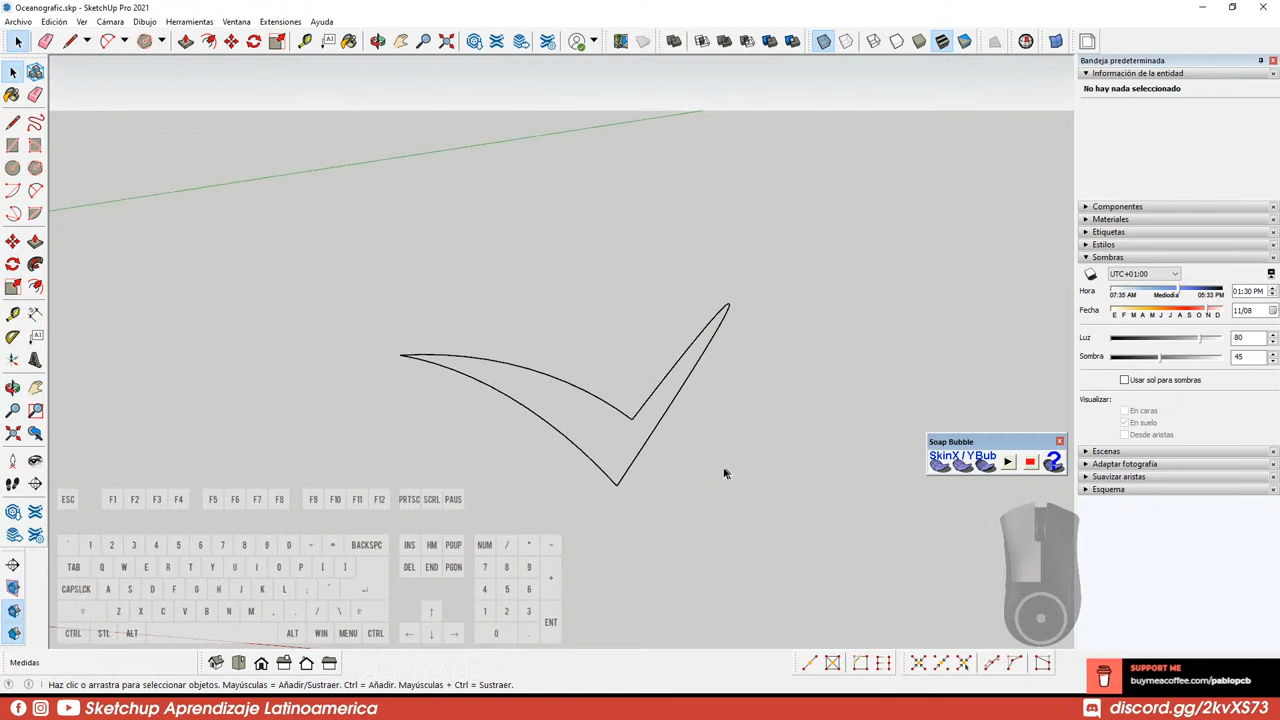 Oceanografic.skp - SketchUp Pro 2021
Archivo Edición Ver Cámara Dibujo Herramientas Ventana Extensiones Ayuda
Bandeja predeterminada
Información de la entidad
No hay nada seleccionado
Componentes
Materiales
Etiquetas
Estilos
Sombras
UTC+01:00
Hora
07:35 AM Mediodía 05:33 PM
01:30 PM
Fecha
E F M A M J J A S O N D
11/08
Luz
80
Sombra
45
Usar sol para sombras
Visualizar:
En caras
En suelo
Desde aristas
Escenas
Adaptar fotografía
Suavizar aristas
Esquema
Soap Bubble
SkinX / YBub
ESC F1 F2 F3 F4 F5 F6 F7 F8 F9 F10 F11 F12 PRTSC SCRL PAUS
` 1 2 3 4 5 6 7 8 9 0 - = BACKSPC INS HM PGUP NUM / * -
TAB Q W E R T Y U I O P [ ] DEL END PGDN 7 8 9 +
CAPSLCK A S D F G H J K L ; ' 4 5 6
Z X C V B N M , . / \ 1 2 3 ENT
CTRL STL ALT ALT WIN MENU CTRL 0 .
Medidas
Haz clic o arrastra para seleccionar objetos. Mayúsculas = Añadir/Sustraer. Ctrl = Añadir. Mayúsculas + Ctrl = Sustraer.
SUPPORT ME
buymeacoffee.com/pablopcb
Sketchup Aprendizaje Latinoamerica
discord.gg/2kvXS73